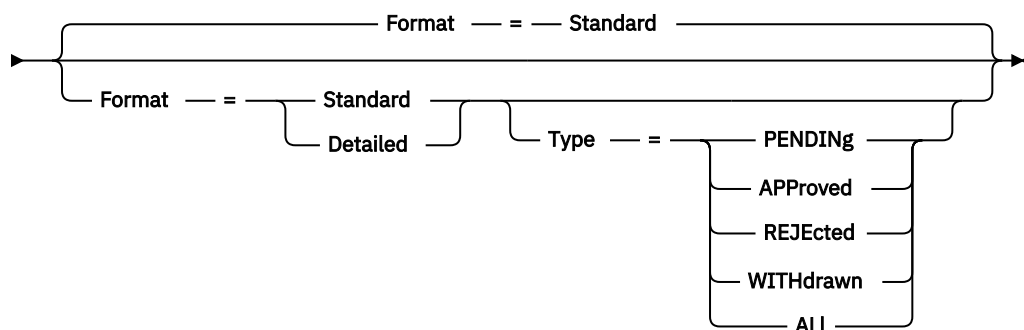 Format = Standard
Format = Standard
Detailed
Type = PENDINg
APProved
REJEcted
WITHdrawn